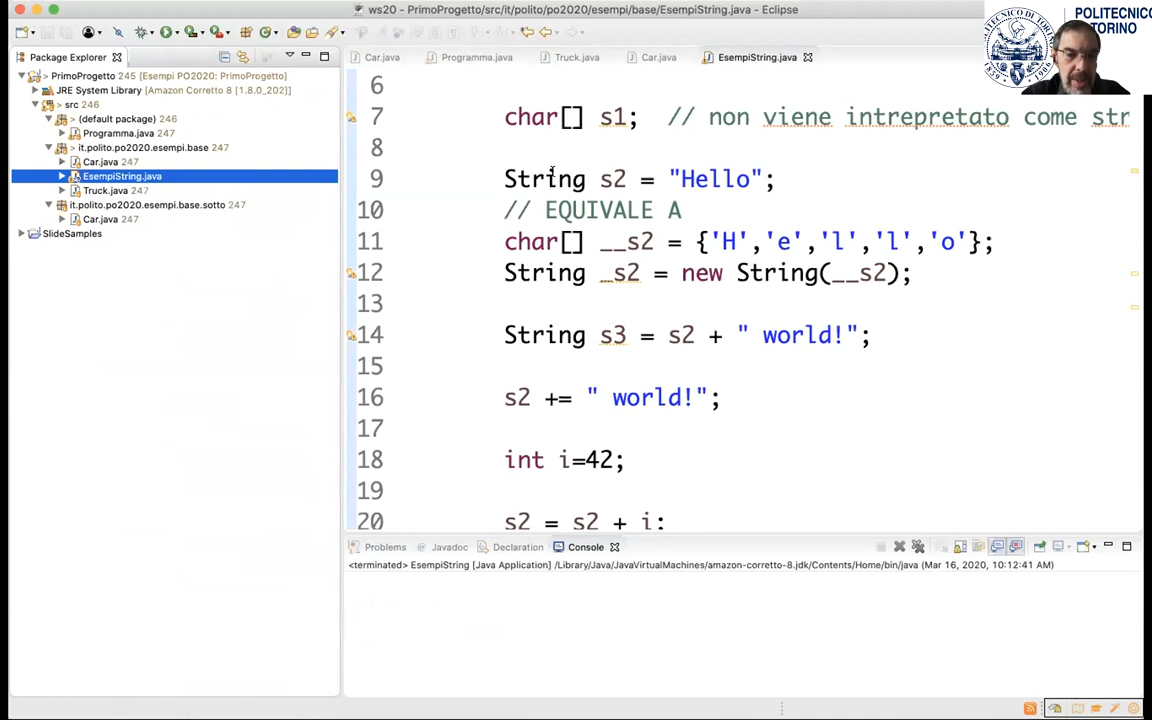 ws20 - PrimoProgetto/src/it/polito/po2020/esempi/base/EsempiString.java - Eclipse
POLITECNICO
TORINO
1859
1906
Package Explorer
PrimoProgetto 245 [Esempi PO2020: PrimoProgetto]
JRE System Library [Amazon Corretto 8 [1.8.0_202]]
> src 246
> (default package) 246
> Programma.java 247
> it.polito.po2020.esempi.base 247
> Car.java 247
EsempiString.java
Truck.java 247
it.polito.po2020.esempi.base.sotto 247
> Car.java 247
SlideSamples
Car.java
Programma.java
Truck.java
Car.java
EsempiString.java
6
7 char[] s1; // non viene intrepretato come str
8
9 String s2 = "Hello";
10 // EQUIVALE A
11 char[] __s2 = {'H','e','l','l','o'};
12 String _s2 = new String(__s2);
13
14 String s3 = s2 + " world!";
15
16 s2 += " world!";
17
18 int i=42;
19
20 s2 = s2 + i;
Problems
Javadoc
Declaration
Console
<terminated> EsempiString [Java Application] /Library/Java/JavaVirtualMachines/amazon-corretto-8.jdk/Contents/Home/bin/java (Mar 16, 2020, 10:12:41 AM)